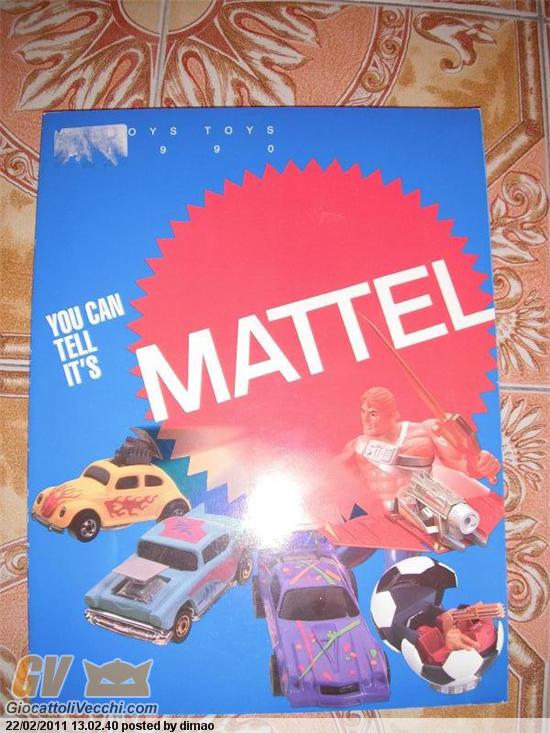 OYS TOYS
9 9 0
YOU CAN
TELL
IT'S
MATTEL
GV
GiocattoliVecchi.com
22/02/2011 13.02.40 posted by dimao